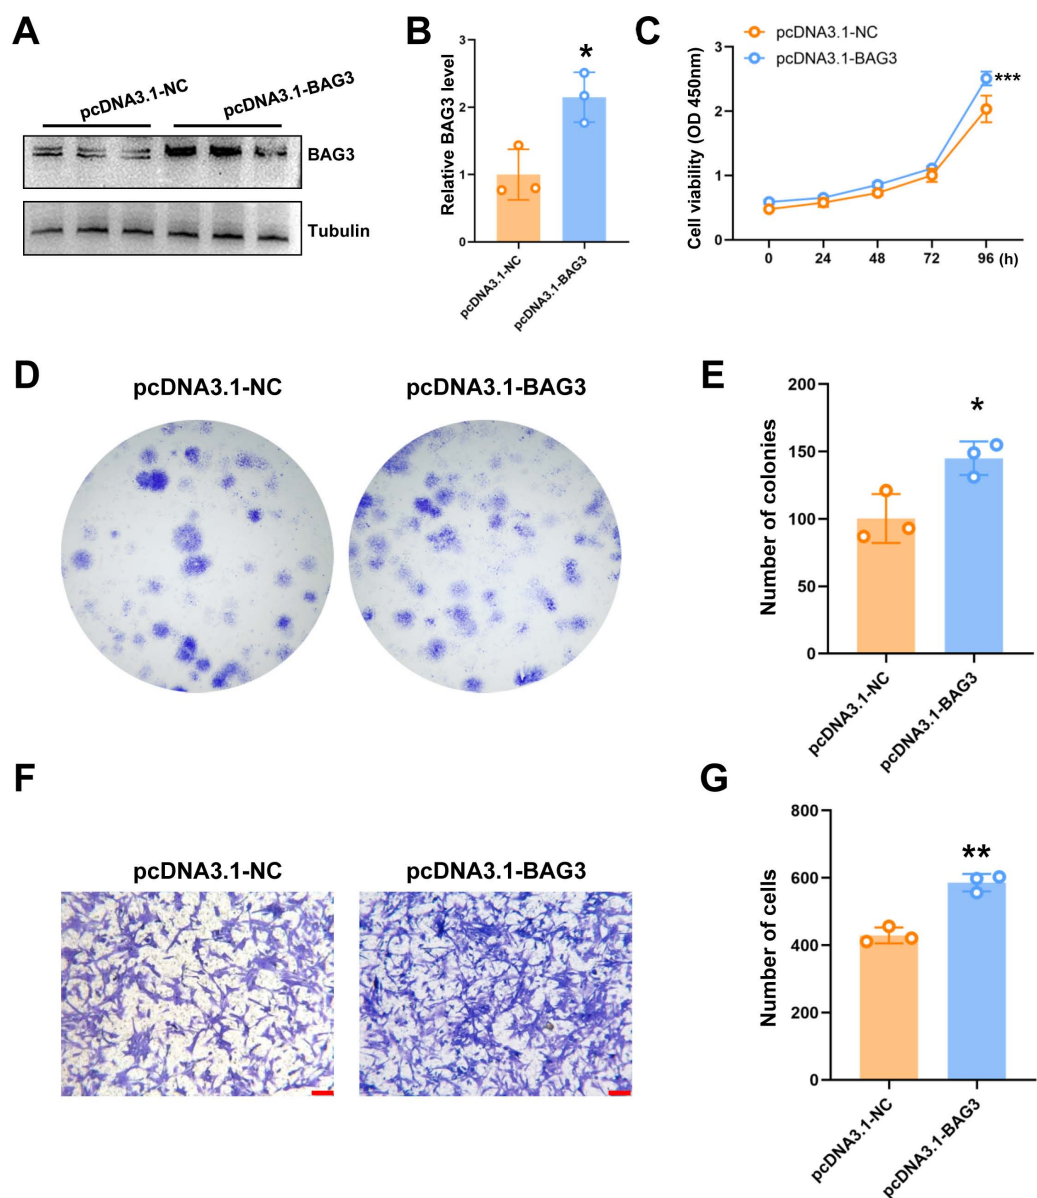 A
pcDNA3.1-NC
pcDNA3.1-BAG3
BAG3
Tubulin
B
Relative BAG3 level
3
2
1
0
*
pcDNA3.1-NC
pcDNA3.1-BAG3
C
pcDNA3.1-NC
pcDNA3.1-BAG3
Cell viability (OD 450nm)
3
2
1
0
***
0 24 48 72 96 (h)
D
pcDNA3.1-NC
pcDNA3.1-BAG3
E
Number of colonies
200
150
100
50
0
*
pcDNA3.1-NC
pcDNA3.1-BAG3
F
pcDNA3.1-NC
pcDNA3.1-BAG3
G
Number of cells
800
600
400
200
0
**
pcDNA3.1-NC
pcDNA3.1-BAG3